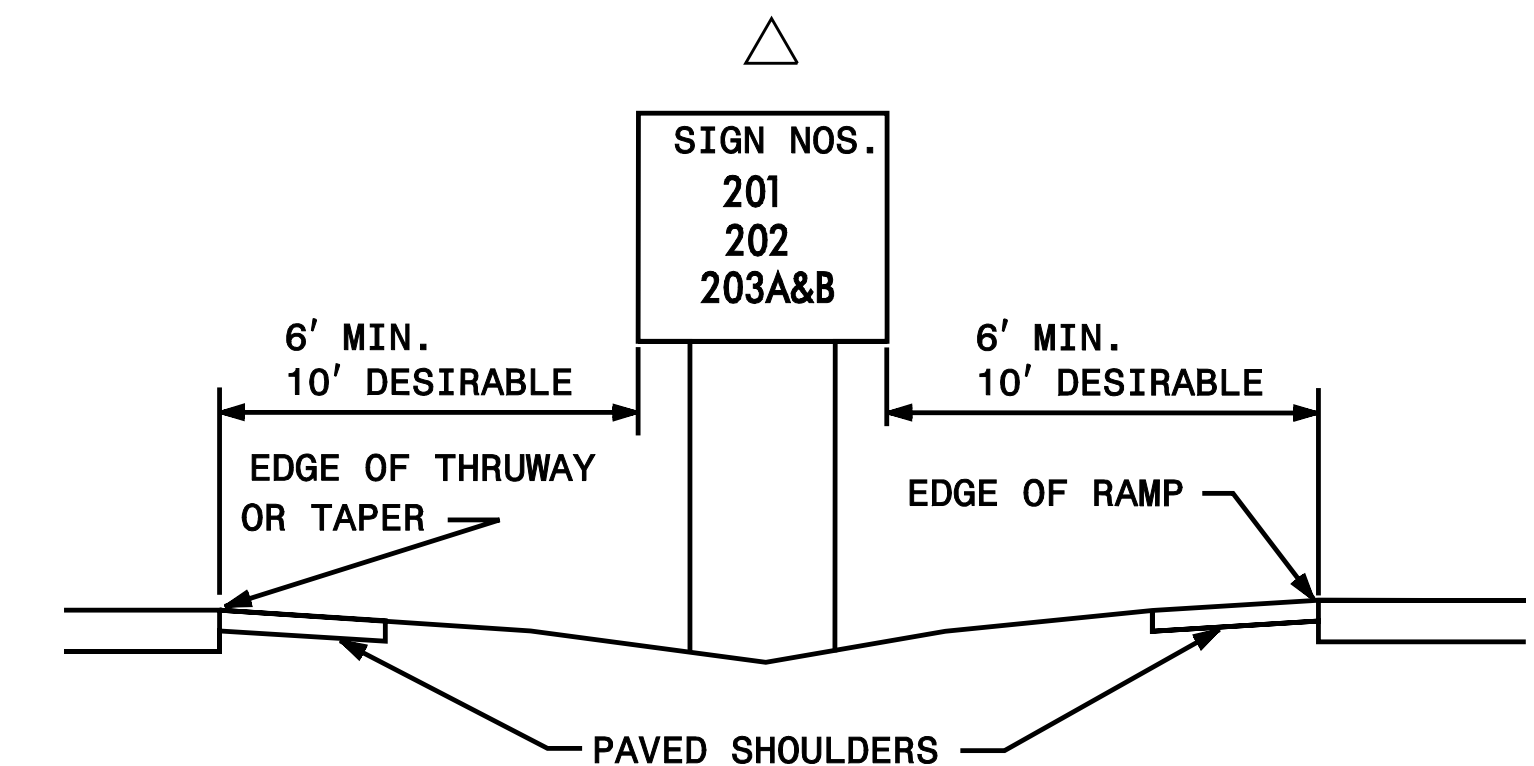 SIGN NOS.
201
202
203A&B
6' MIN.
10' DESIRABLE
6' MIN.
10' DESIRABLE
EDGE OF THRUWAY
OR TAPER
EDGE OF RAMP
PAVED SHOULDERS